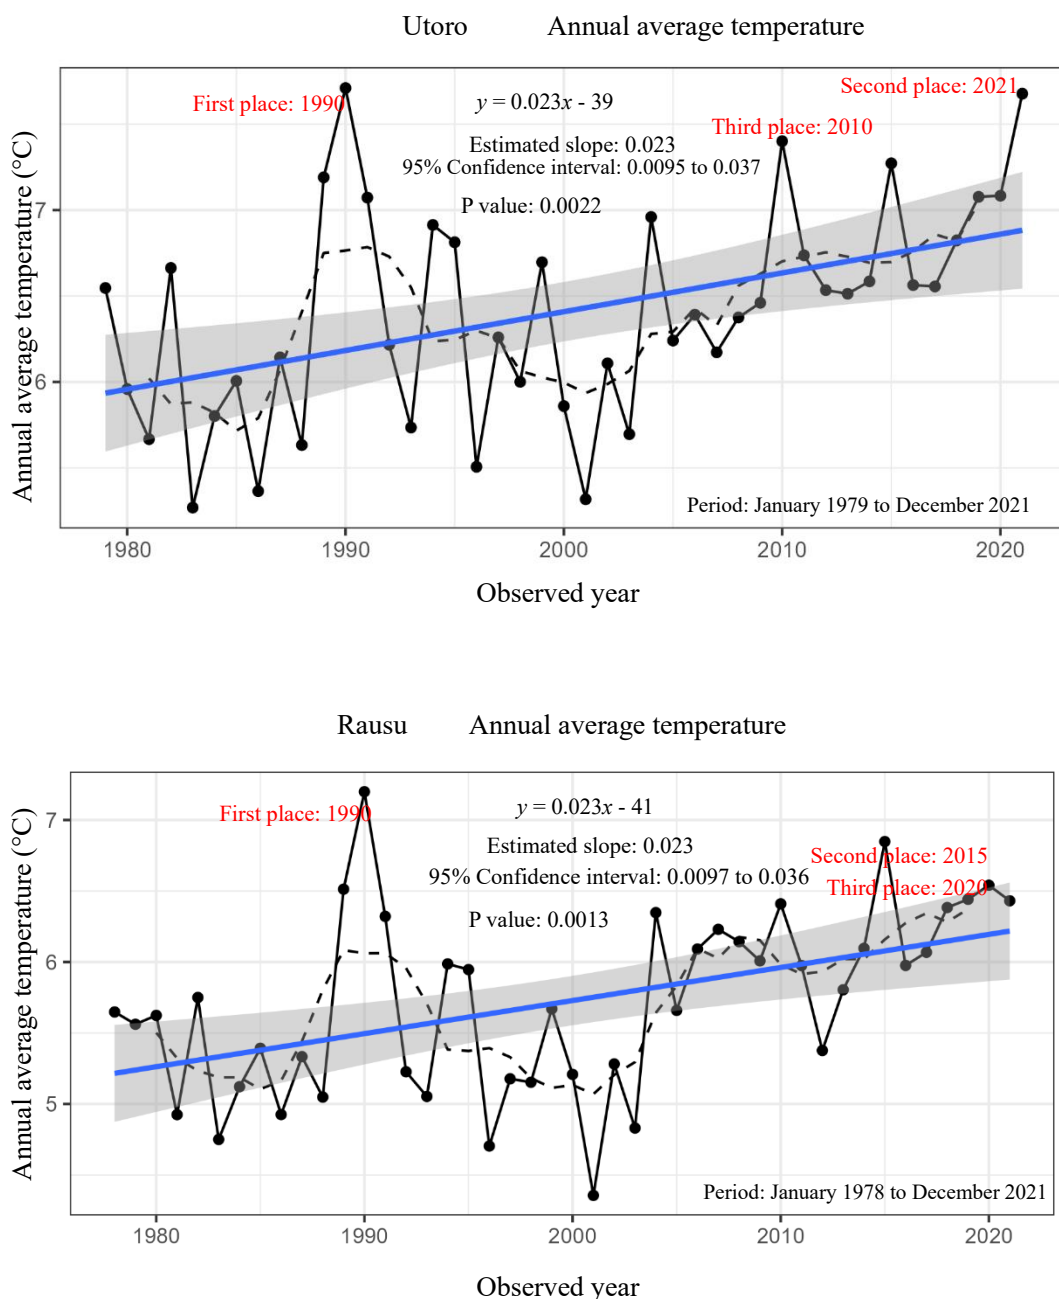 Utoro Annual average temperature
First place: 1990
y = 0.023x - 39
Second place: 2021
Third place: 2010
Estimated slope: 0.023
95% Confidence interval: 0.0095 to 0.037
P value: 0.0022
Annual average temperature (°C)
7
6
Period: January 1979 to December 2021
1980 1990 2000 2010 2020
Observed year
Rausu Annual average temperature
First place: 1990
y = 0.023x - 41
Estimated slope: 0.023
Second place: 2015
95% Confidence interval: 0.0097 to 0.036
Third place: 2020
P value: 0.0013
Annual average temperature (°C)
7
6
5
Period: January 1978 to December 2021
1980 1990 2000 2010 2020
Observed year